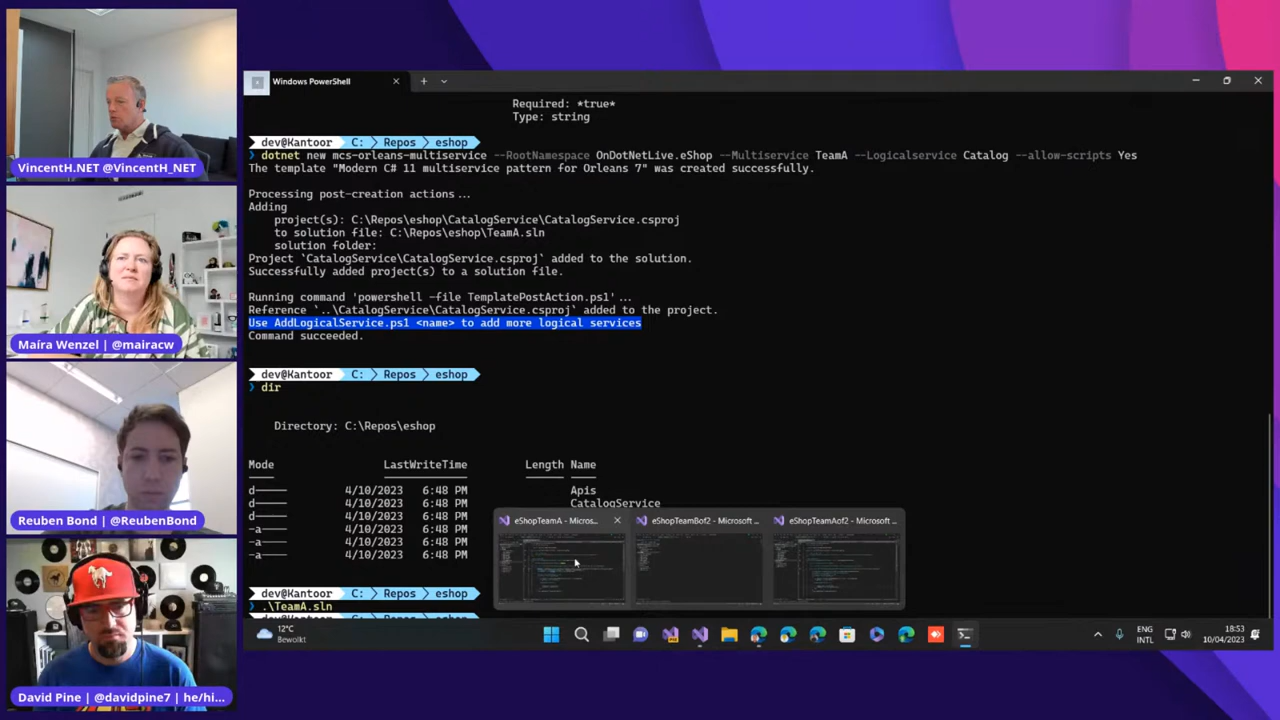 VincentH.NET @VincentH_NET
Maíra Wenzel | @mairacw
Reuben Bond | @ReubenBond
David Pine | @davidpine7 | he/hi...
Windows PowerShell
Required: *true*
Type: string
dev@Kantoor C: Repos eshop
dotnet new mcs-orleans-multiservice --RootNamespace OnDotNetLive.eShop --Multiservice TeamA --Logicalservice Catalog --allow-scripts Yes
The template "Modern C# 11 multiservice pattern for Orleans 7" was created successfully.
Processing post-creation actions...
Adding
project(s): C:\Repos\eshop\CatalogService\CatalogService.csproj
to solution file: C:\Repos\eshop\TeamA.sln
solution folder:
Project `CatalogService\CatalogService.csproj` added to the solution.
Successfully added project(s) to a solution file.
Running command 'powershell -file TemplatePostAction.ps1'...
Reference `..\CatalogService\CatalogService.csproj` added to the project.
Use AddLogicalService.ps1 <name> to add more logical services
Command succeeded.
dev@Kantoor C: Repos eshop
dir
Directory: C:\Repos\eshop
Mode LastWriteTime Length Name
d----- 4/10/2023 6:48 PM Apis
d----- 4/10/2023 6:48 PM CatalogService
d----- 4/10/2023 6:48 PM
-a---- 4/10/2023 6:48 PM
-a---- 4/10/2023 6:48 PM
-a---- 4/10/2023 6:48 PM
eShopTeamA - Micros...
eShopTeamBof2 - Microsoft ...
eShopTeamAof2 - Microsoft ...
dev@Kantoor C: Repos eshop
.\TeamA.sln
12°C
Bewolkt
ENG
INTL
18:53
10/04/2023